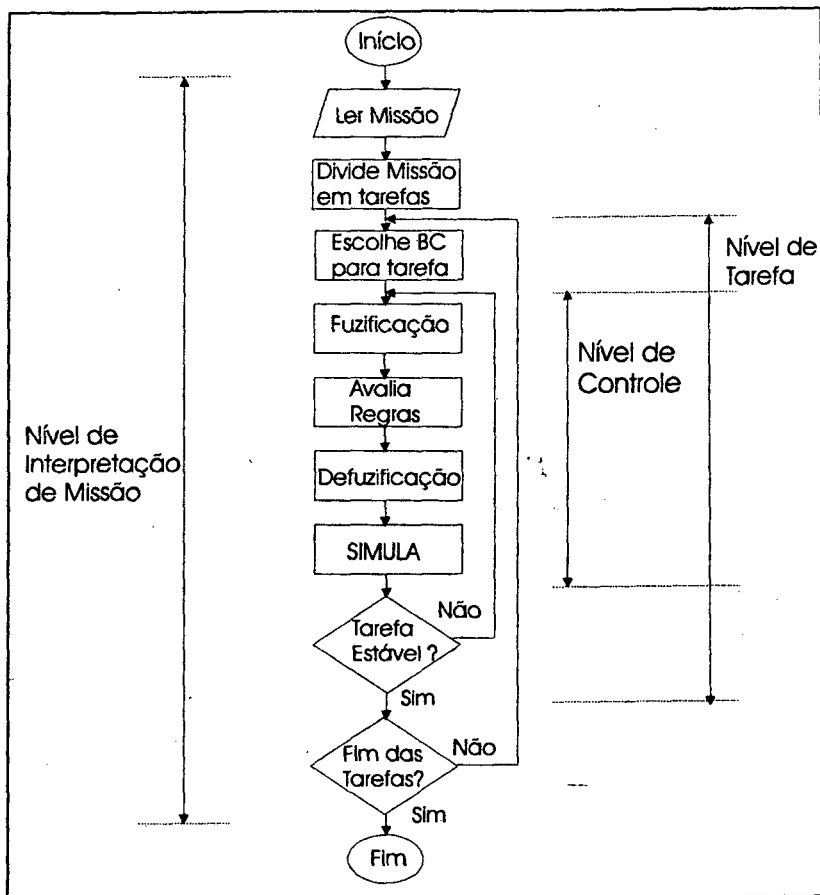 Início
Ler Missão
Divide Missão
em tarefas
Escolhe BC
para tarefa
Nível de
Tarefa
Fuzificação
Nível de
Controle
Avalia
Regras
Nível de
Interpretação
de Missão
Defuzificação
SIMULA
Não
Tarefa
Estável ?
Sim
Não
Fim das
Tarefas?
Sim
Fim